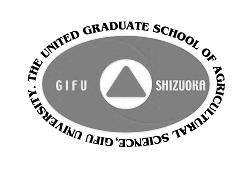 THE UNITED GRADUATE SCHOOL OF AGRICULTURAL SCIENCE, GIFU UNIVERSITY.
GIFU
SHIZUOKA